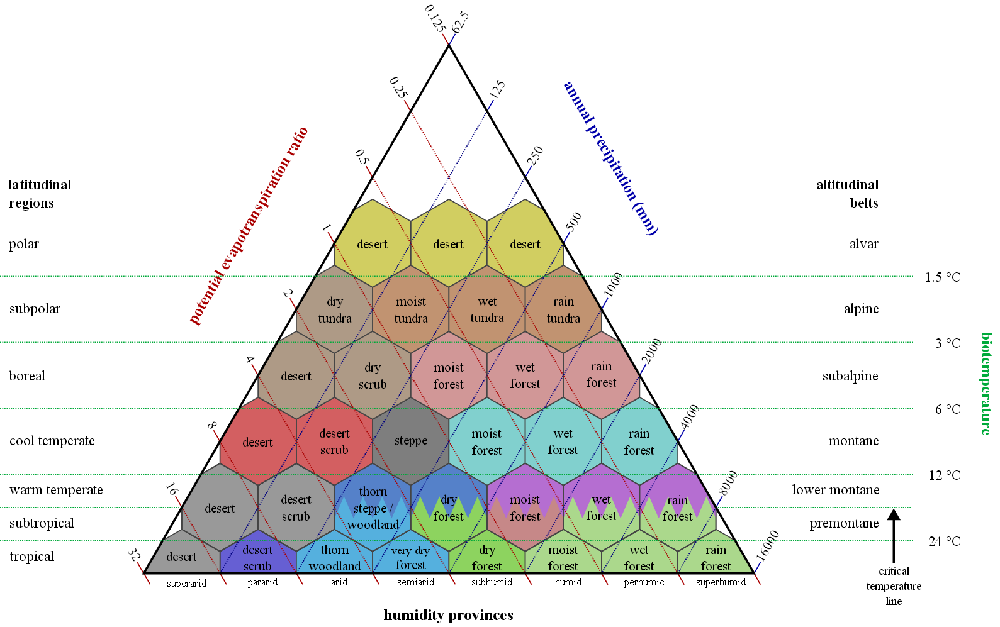 0.125
62.5
0.25
125
0.5
250
1
500
2
1000
4
2000
8
4000
16
8000
32
16000
potential evapotranspiration ratio
annual precipitation (mm)
latitudinal
regions
altitudinal
belts
polar
desert
desert
desert
alvar
1.5 °C
subpolar
dry
tundra
moist
tundra
wet
tundra
rain
tundra
alpine
3 °C
boreal
desert
dry
scrub
moist
forest
wet
forest
rain
forest
subalpine
6 °C
biotemperature
cool temperate
desert
desert
scrub
steppe
moist
forest
wet
forest
rain
forest
montane
12 °C
warm temperate
lower montane
desert
desert
scrub
thorn
steppe /
woodland
dry
forest
moist
forest
wet
forest
rain
forest
subtropical
premontane
24 °C
tropical
desert
desert
scrub
thorn
woodland
very dry
forest
dry
forest
moist
forest
wet
forest
rain
forest
critical
temperature
line
superarid
pararid
arid
semiarid
subhumid
humid
perhumic
superhumid
humidity provinces